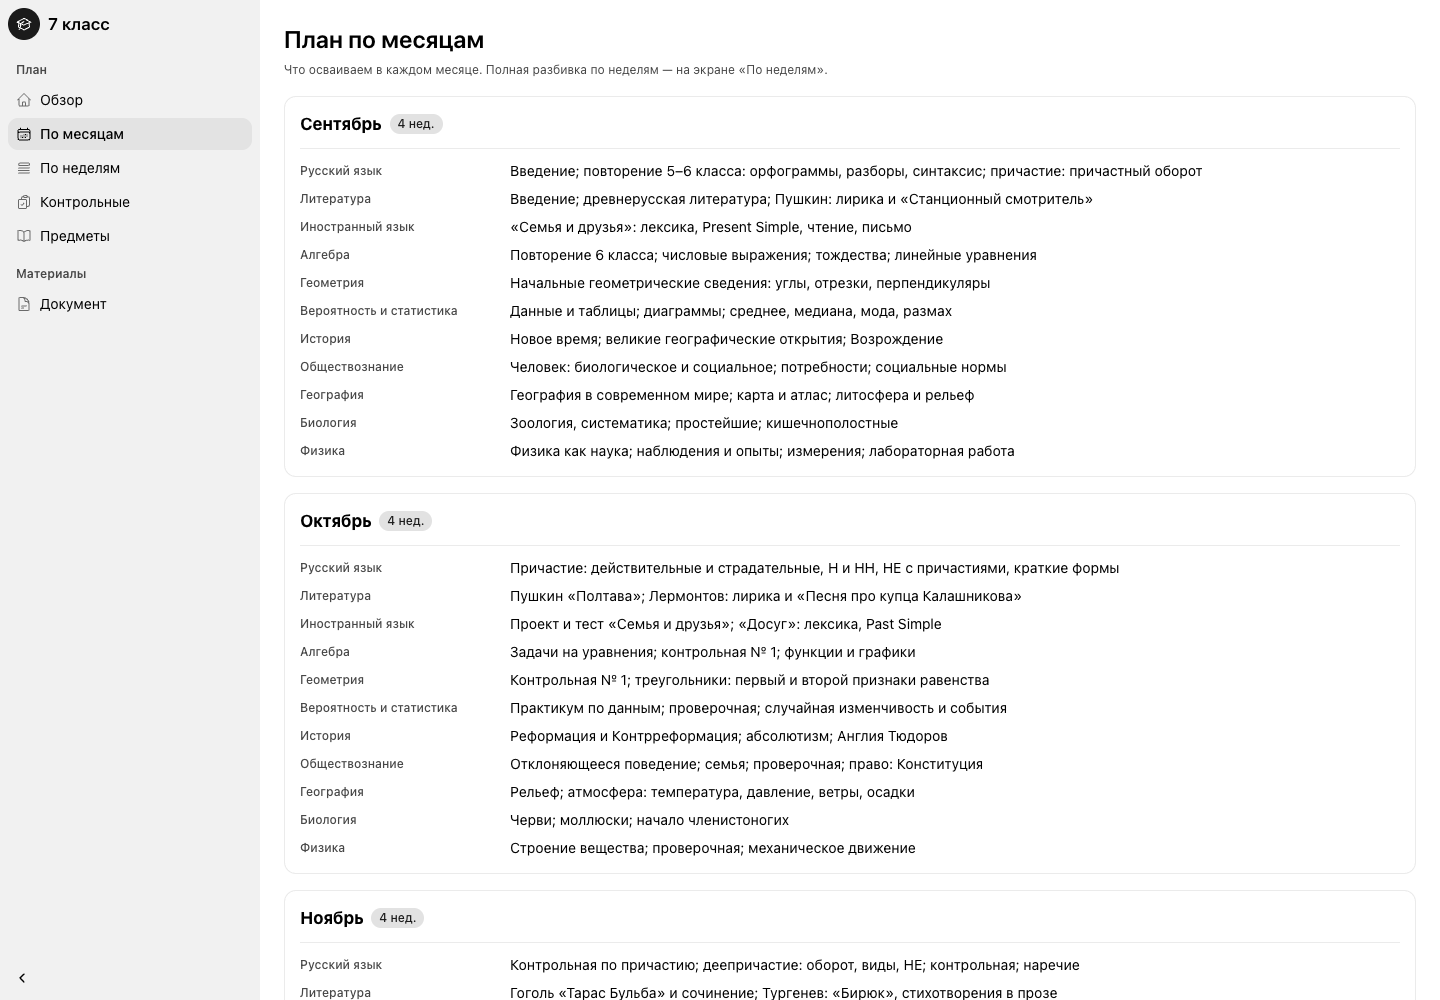 7 класс
План
Обзор
По месяцам
По неделям
Контрольные
Предметы
Материалы
Документ
План по месяцам
Что осваиваем в каждом месяце. Полная разбивка по неделям — на экране «По неделям».
Сентябрь 4 нед.
Русский язык Введение; повторение 5–6 класса: орфограммы, разборы, синтаксис; причастие: причастный оборот
Литература Введение; древнерусская литература; Пушкин: лирика и «Станционный смотритель»
Иностранный язык «Семья и друзья»: лексика, Present Simple, чтение, письмо
Алгебра Повторение 6 класса; числовые выражения; тождества; линейные уравнения
Геометрия Начальные геометрические сведения: углы, отрезки, перпендикуляры
Вероятность и статистика Данные и таблицы; диаграммы; среднее, медиана, мода, размах
История Новое время; великие географические открытия; Возрождение
Обществознание Человек: биологическое и социальное; потребности; социальные нормы
География География в современном мире; карта и атлас; литосфера и рельеф
Биология Зоология, систематика; простейшие; кишечнополостные
Физика Физика как наука; наблюдения и опыты; измерения; лабораторная работа
Октябрь 4 нед.
Русский язык Причастие: действительные и страдательные, Н и НН, НЕ с причастиями, краткие формы
Литература Пушкин «Полтава»; Лермонтов: лирика и «Песня про купца Калашникова»
Иностранный язык Проект и тест «Семья и друзья»; «Досуг»: лексика, Past Simple
Алгебра Задачи на уравнения; контрольная № 1; функции и графики
Геометрия Контрольная № 1; треугольники: первый и второй признаки равенства
Вероятность и статистика Практикум по данным; проверочная; случайная изменчивость и события
История Реформация и Контрреформация; абсолютизм; Англия Тюдоров
Обществознание Отклоняющееся поведение; семья; проверочная; право: Конституция
География Рельеф; атмосфера: температура, давление, ветры, осадки
Биология Черви; моллюски; начало членистоногих
Физика Строение вещества; проверочная; механическое движение
Ноябрь 4 нед.
Русский язык Контрольная по причастию; деепричастие: оборот, виды, НЕ; контрольная; наречие
Литература Гоголь «Тарас Бульба» и сочинение; Тургенев: «Бирюк», стихотворения в прозе